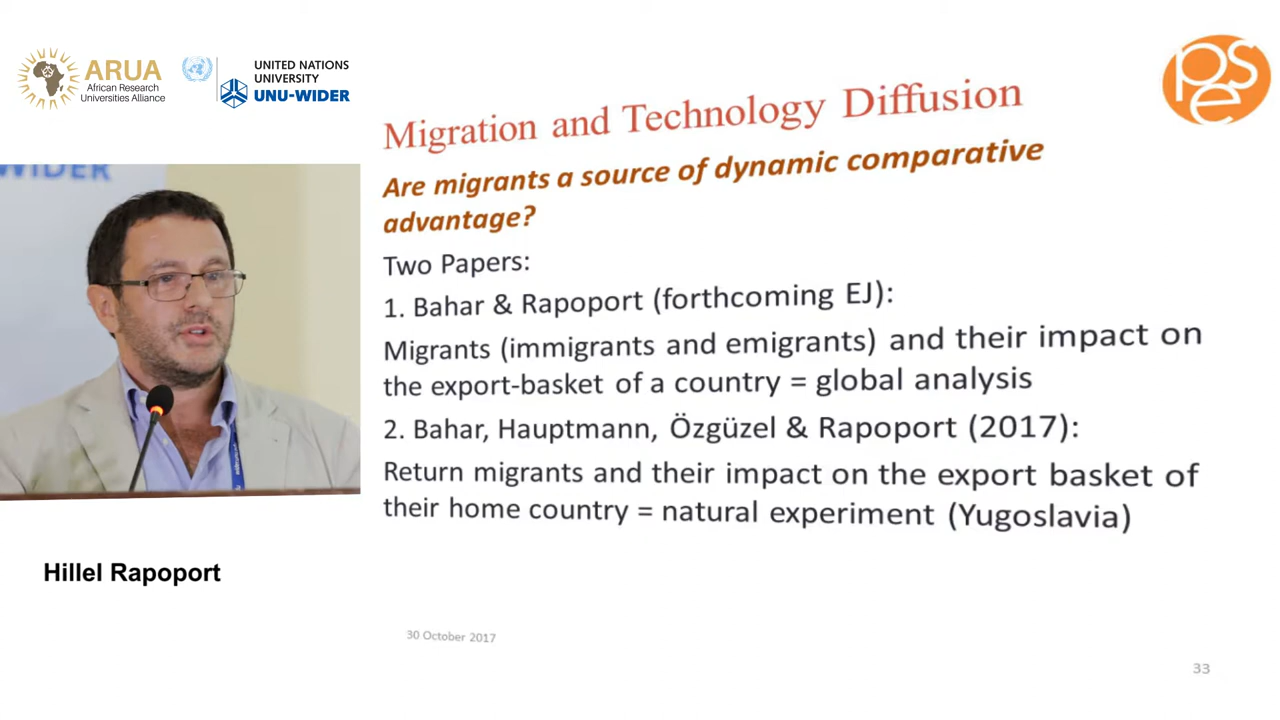 ARUA
African Research
Universities Alliance
UNITED NATIONS
UNIVERSITY
UNU-WIDER
pse
WIDER
Migration and Technology Diffusion
Are migrants a source of dynamic comparative
advantage?
Two Papers:
1. Bahar & Rapoport (forthcoming EJ):
Migrants (immigrants and emigrants) and their impact on
the export-basket of a country = global analysis
2. Bahar, Hauptmann, Özgüzel & Rapoport (2017):
Return migrants and their impact on the export basket of
their home country = natural experiment (Yugoslavia)
Hillel Rapoport
30 October 2017
33